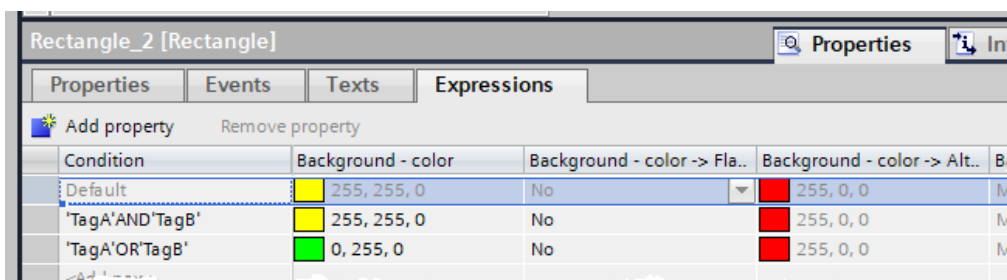 Rectangle_2 [Rectangle]
Properties
Properties Events Texts Expressions
Add property Remove property
Condition Background - color Background - color -> Fla.. Background - color -> Alt..
Default 255, 255, 0 No 255, 0, 0
'TagA'AND'TagB' 255, 255, 0 No 255, 0, 0
'TagA'OR'TagB' 0, 255, 0 No 255, 0, 0